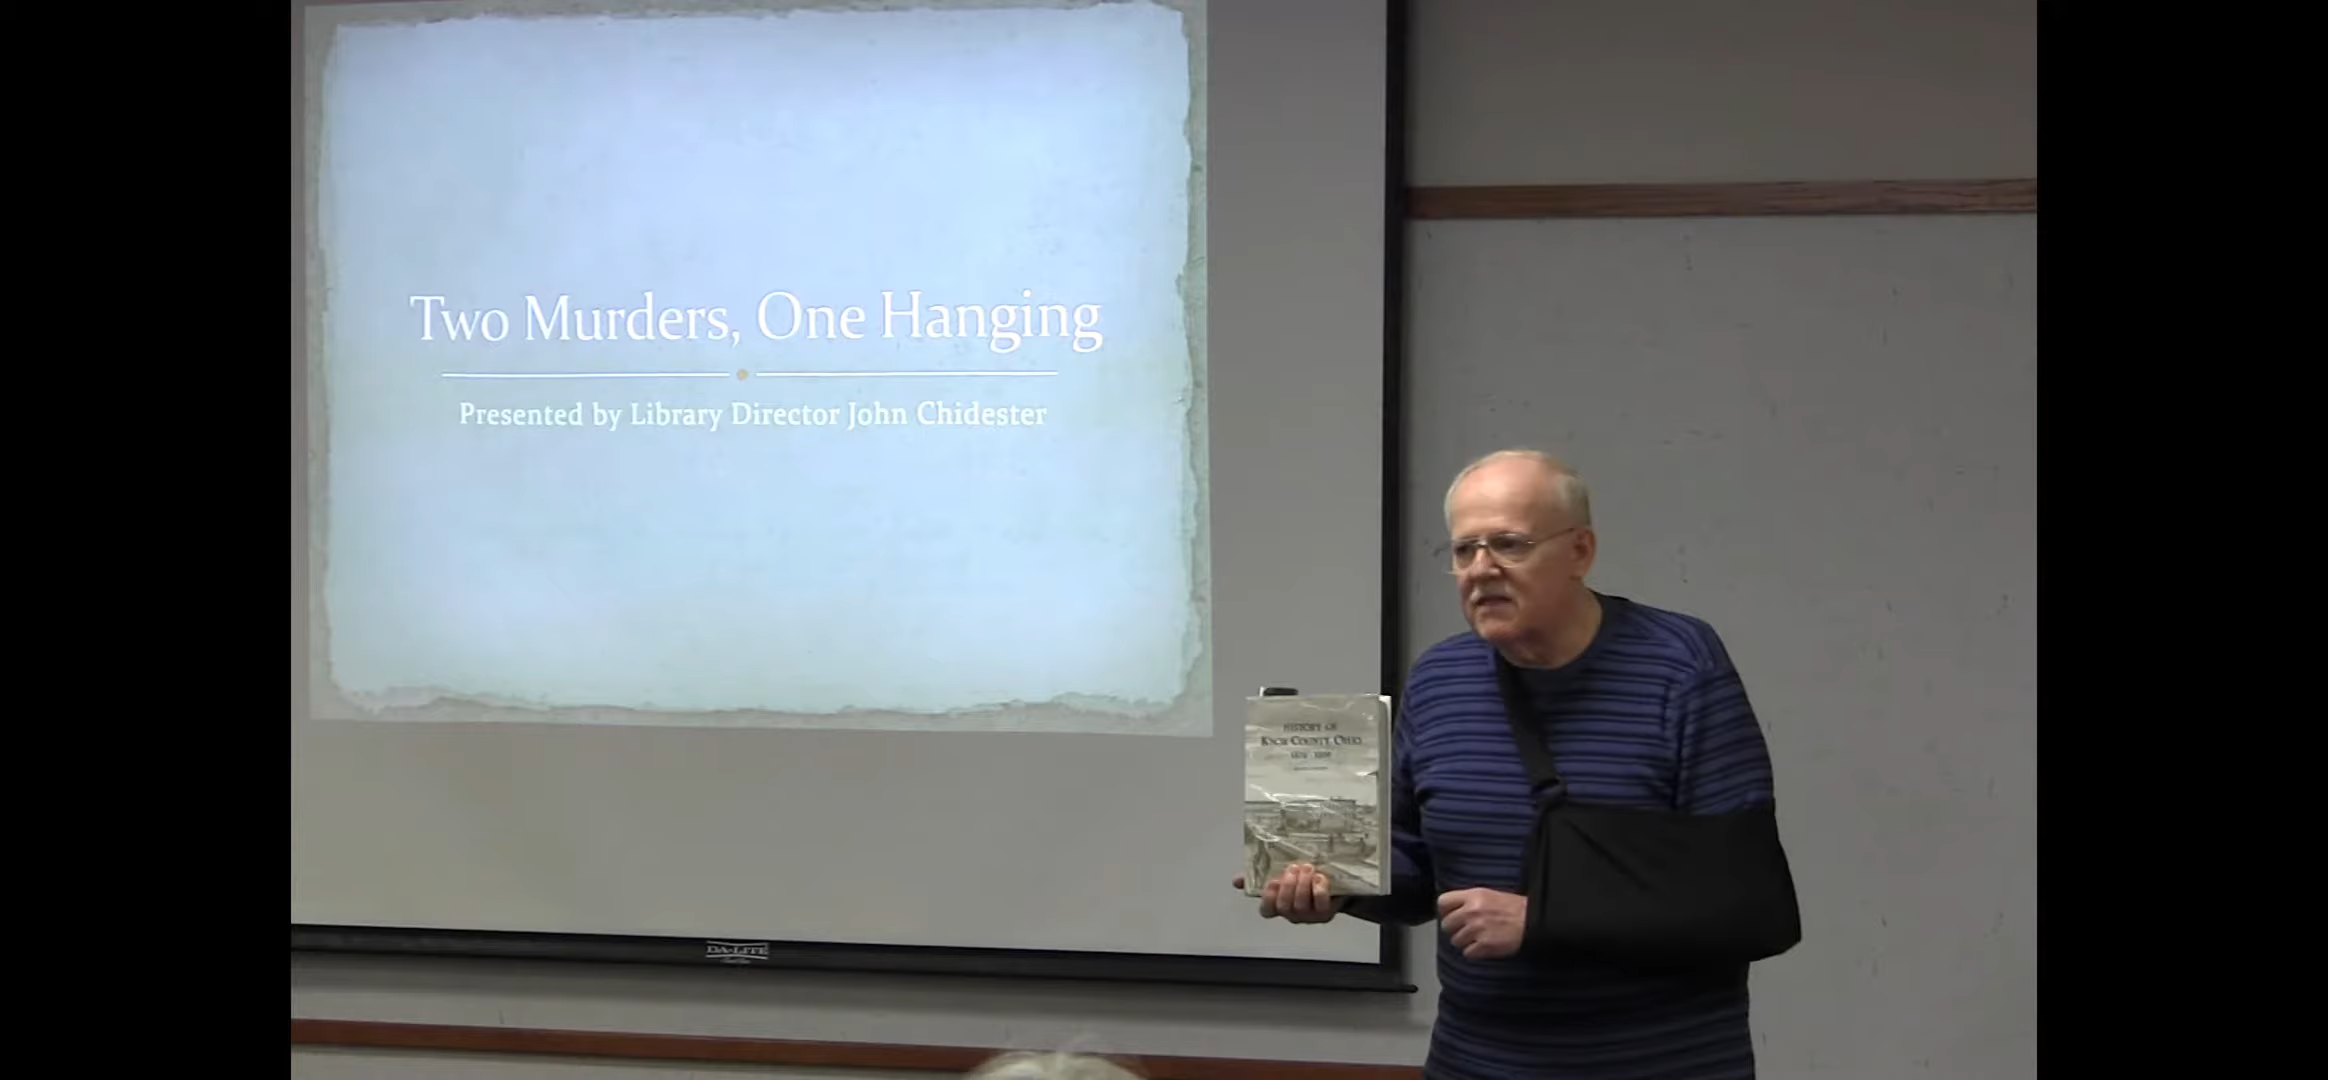 Two Murders, One Hanging
Presented by Library Director John Chidester
HISTORY OF
KNOX COUNTY, OHIO
DA-LITE